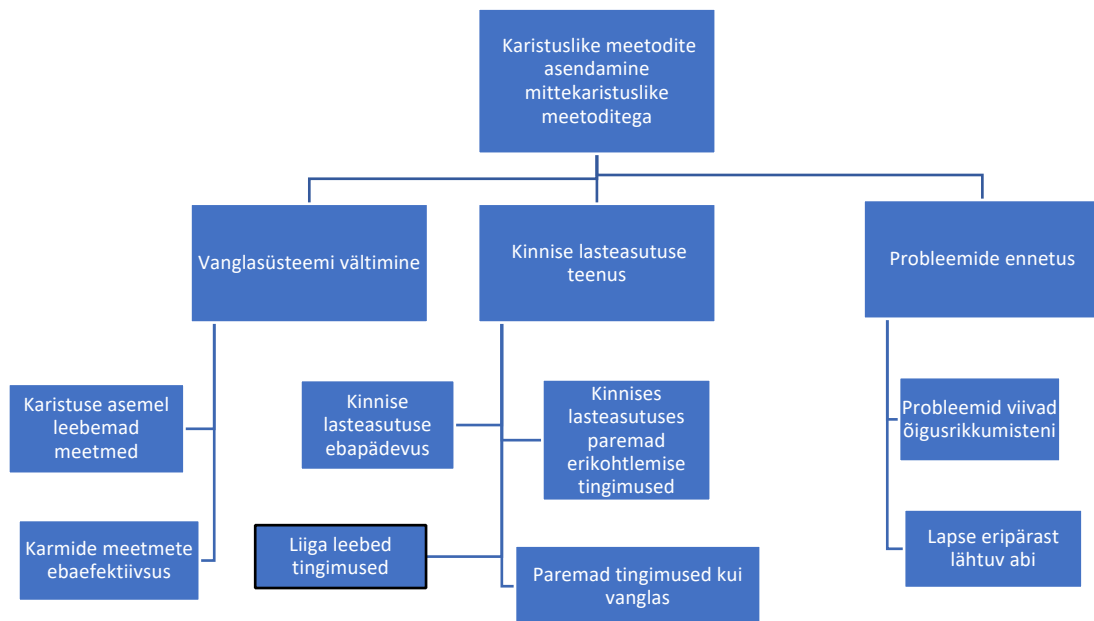 Karistuslike meetodite
asendamine
mittekaristuslike
meetoditega
Vanglasüsteemi vältimine
Kinnise lasteasutuse
teenus
Probleemide ennetus
Karistuse asemel
leebemad
meetmed
Kinnise
lasteasutuse
ebapädevus
Kinnises
lasteasutuses
paremad
erikohtlemise
tingimused
Probleemid viivad
õigusrikkumisteni
Karmide meetmete
ebaefektiivsus
Liiga leebed
tingimused
Paremad tingimused kui
vanglas
Lapse eripärast
lähtuv abi